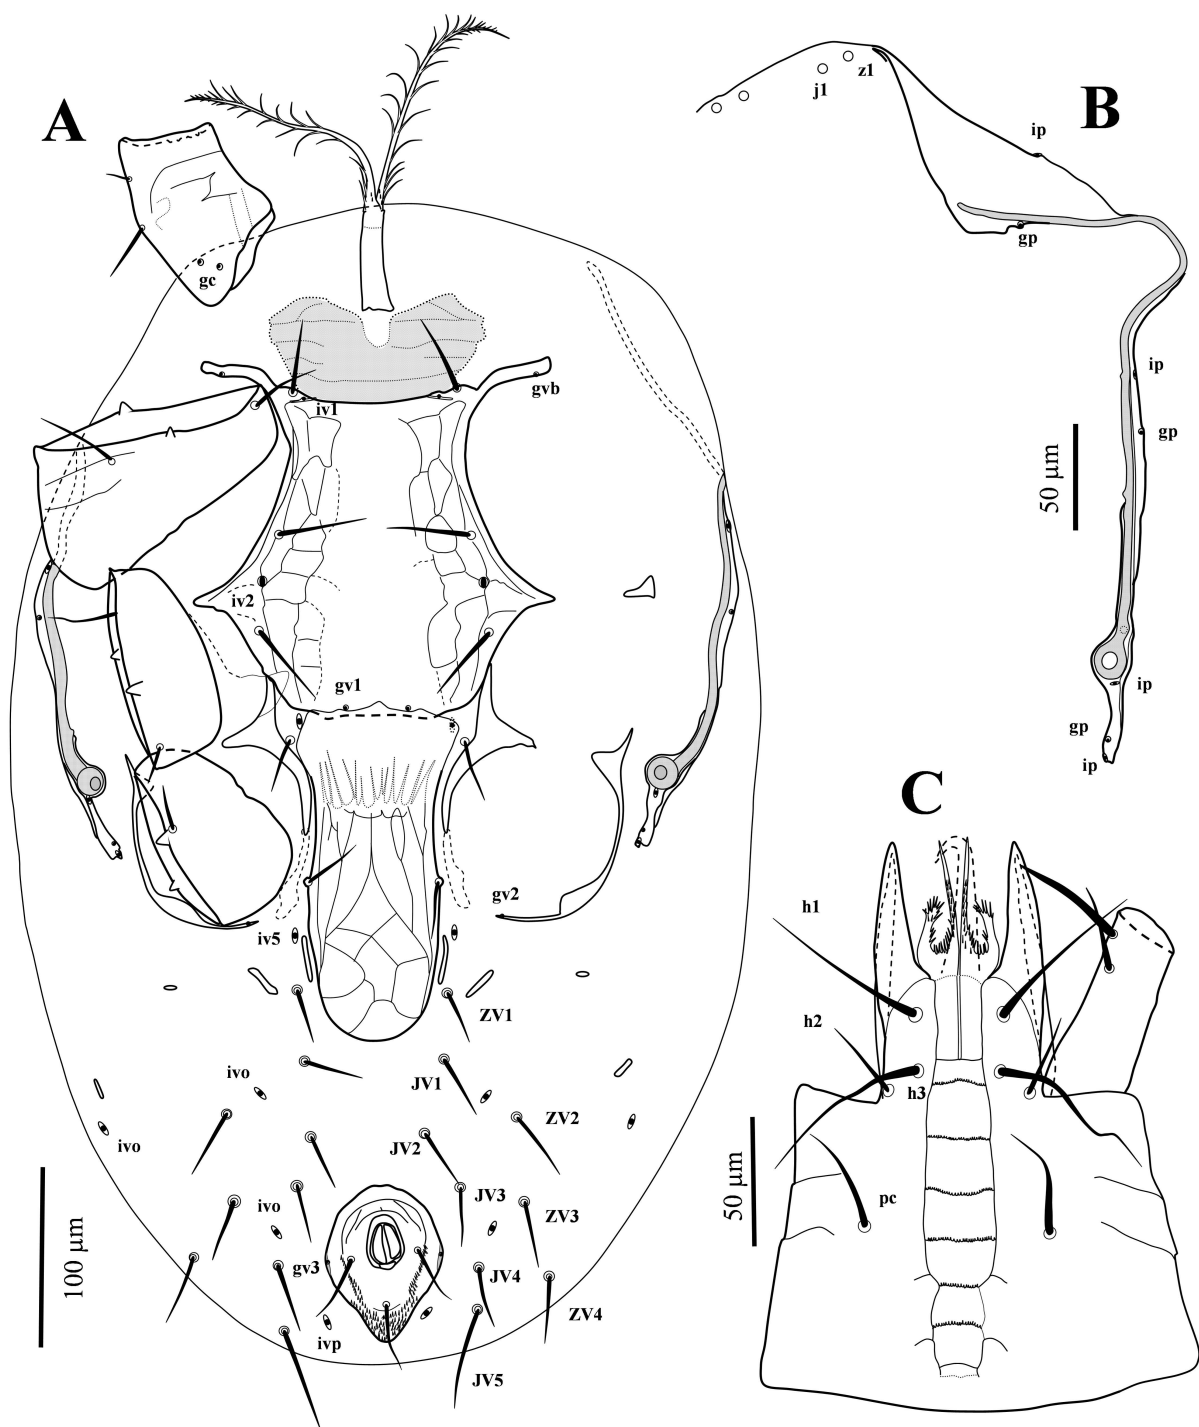 A
gc
iv1
gvb
iv2
gv1
gv2
iv5
ZV1
ivo
JV1
ZV2
ivo
JV2
JV3
ivo
ZV3
gv3
JV4
ZV4
ivp
JV5
100 µm
B
z1
j1
ip
gp
ip
gp
ip
gp
ip
50 µm
C
h1
h2
h3
pc
50 µm